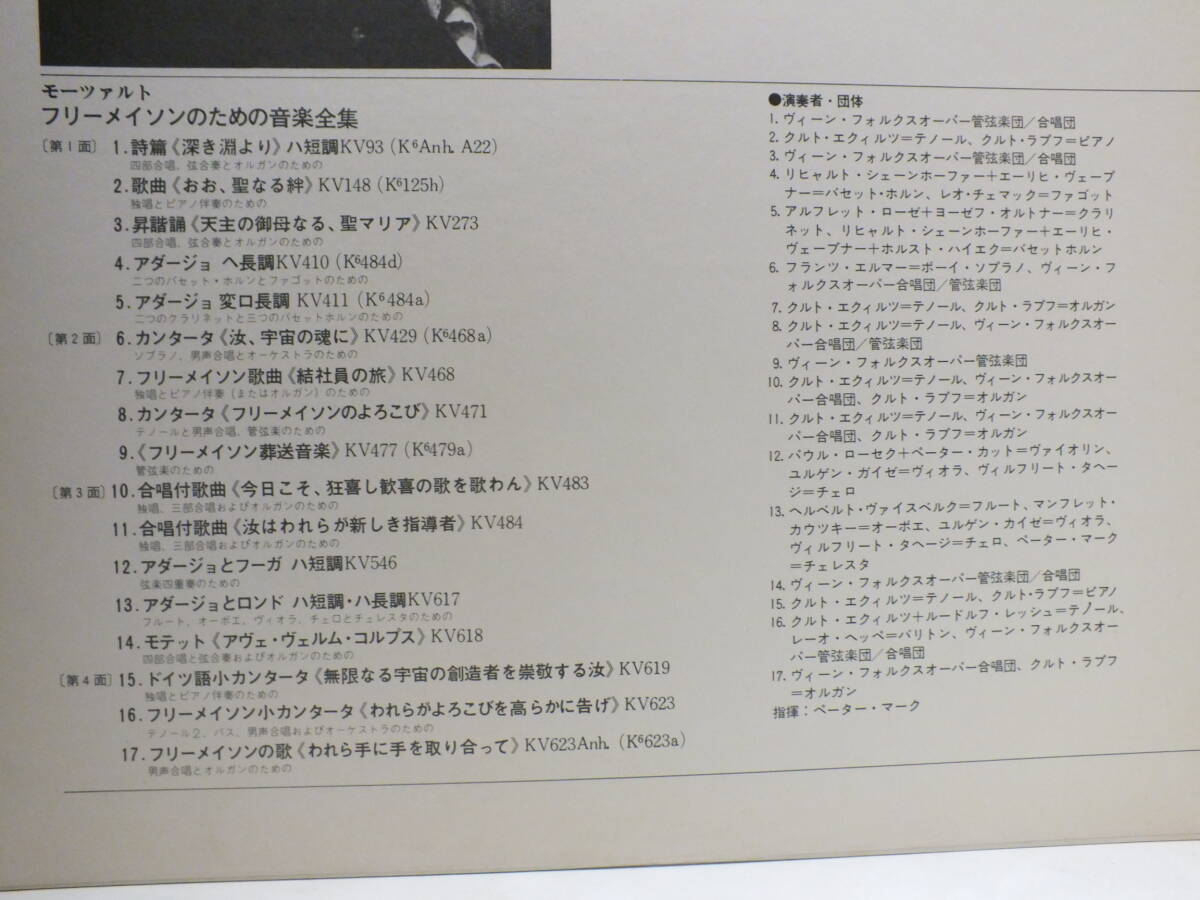 モーツァルト
フリーメイソンのための音楽全集
〔第1面〕 1.詩篇《深き淵より》ハ短調KV93 (K⁶Anh. A22)
四部合唱、弦合奏とオルガンのための
2.歌曲《おお、聖なる絆》KV148 (K⁶125h)
独唱とピアノ伴奏のための
3.昇階誦《天主の御母なる、聖マリア》KV273
四部合唱、弦合奏とオルガンのための
4.アダージョ ヘ長調KV410 (K⁶484d)
二つのバセット・ホルンとファゴットのための
5.アダージョ 変ロ長調 KV411 (K⁶484a)
二つのクラリネットと三つのバセットホルンのための
〔第2面〕 6.カンタータ《汝、宇宙の魂に》KV429 (K⁶468a)
ソプラノ、男声合唱とオーケストラのための
7.フリーメイソン歌曲《結社員の旅》KV468
独唱とピアノ伴奏(またはオルガン)のための
8.カンタータ《フリーメイソンのよろこび》KV471
テノールと男声合唱、管弦楽のための
9.《フリーメイソン葬送音楽》KV477 (K⁶479a)
管弦楽のための
〔第3面〕 10.合唱付歌曲《今日こそ、狂喜し歓喜の歌を歌わん》KV483
独唱、三部合唱およびオルガンのための
11.合唱付歌曲《汝はわれらが新しき指導者》KV484
独唱、三部合唱およびオルガンのための
12.アダージョとフーガ ハ短調KV546
弦楽四重奏のための
13.アダージョとロンド ハ短調・ハ長調KV617
フルート、オーボエ、ヴィオラ、チェロとチェレスタのための
14.モテット《アヴェ・ヴェルム・コルプス》KV618
四部合唱と弦合奏およびオルガンのための
〔第4面〕 15.ドイツ語小カンタータ《無限なる宇宙の創造者を崇敬する汝》KV619
独唱とピアノ伴奏のための
16.フリーメイソン小カンタータ《われらがよろこびを高らかに告げ》KV623
テノール2、バス、男声合唱およびオーケストラのための
17.フリーメイソンの歌《われら手に手を取り合って》KV623Anh. (K⁶623a)
男声合唱とオルガンのための
●演奏者・団体
1. ヴィーン・フォルクスオーパー管弦楽団/合唱団
2. クルト・エクィルツ=テノール、クルト・ラプフ=ピアノ
3. ヴィーン・フォルクスオーパー管弦楽団/合唱団
4. リヒャルト・シェーンホーファー+エーリヒ・ヴェーブ
ナー=バセット・ホルン、レオ・チェマック=ファゴット
5. アルフレット・ローゼ+ヨーゼフ・オルトナー=クラリ
ネット、リヒャルト・シェーンホーファー+エーリヒ・
ヴェーブナー+ホルスト・ハイエク=バセットホルン
6. フランツ・エルマー=ボーイ・ソプラノ、ヴィーン・フ
ォルクスオーパー合唱団/管弦楽団
7. クルト・エクィルツ=テノール、クルト・ラプフ=オルガン
8. クルト・エクィルツ=テノール、ヴィーン・フォルクスオー
パー合唱団/管弦楽団
9. ヴィーン・フォルクスオーパー管弦楽団
10. クルト・エクィルツ=テノール、ヴィーン・フォルクスオー
パー合唱団、クルト・ラプフ=オルガン
11. クルト・エクィルツ=テノール、ヴィーン・フォルクスオー
パー合唱団、クルト・ラプフ=オルガン
12. パウル・ローセク+ペーター・カット=ヴァイオリン、
ユルゲン・ガイゼ=ヴィオラ、ヴィルフリート・タヘー
ジ=チェロ
13. ヘルベルト・ヴァイスベルク=フルート、マンフレット・
カウツキー=オーボエ、ユルゲン・カイゼ=ヴィオラ、
ヴィルフリート・タヘージ=チェロ、ペーター・マーク
=チェレスタ
14. ヴィーン・フォルクスオーパー管弦楽団/合唱団
15. クルト・エクィルツ=テノール、クルト・ラプフ=ピアノ
16. クルト・エクィルツ+ルードルフ・レッシュ=テノール、
レーオ・ヘッペ=バリトン、ヴィーン・フォルクスオー
パー管弦楽団/合唱団
17. ヴィーン・フォルクスオーパー合唱団、クルト・ラプフ
=オルガン
指揮:ペーター・マーク